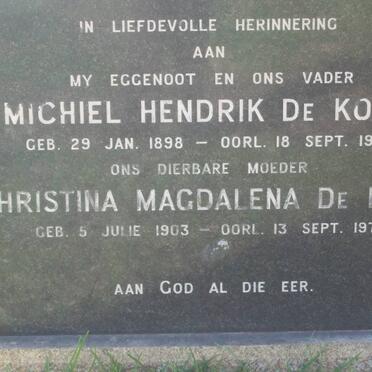 IN LIEFDEVOLLE HERINNERING
AAN
MY EGGENOOT EN ONS VADER
MICHIEL HENDRIK DE KO
GEB. 29 JAN. 1898 — OORL. 18 SEPT. 19
ONS DIERBARE MOEDER
HRISTINA MAGDALENA DE
GEB. 5 JULIE 1903 — OORL. 13 SEPT. 197
AAN GOD AL DIE EER.